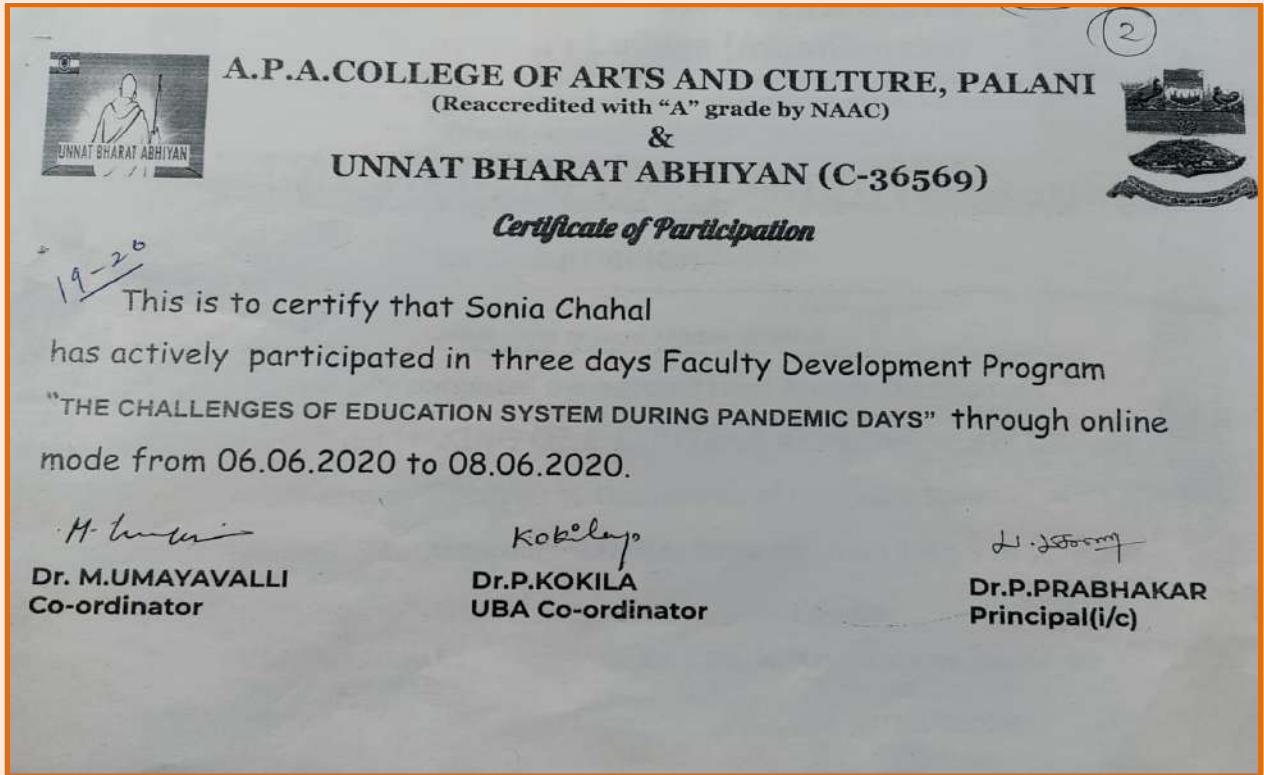 2
A.P.A.COLLEGE OF ARTS AND CULTURE, PALANI
(Reaccredited with “A” grade by NAAC)
&
UNNAT BHARAT ABHIYAN (C-36569)
UNNAT BHARAT ABHIYAN
Certificate of Participation
19-20
This is to certify that Sonia Chahal
has actively participated in three days Faculty Development Program
“THE CHALLENGES OF EDUCATION SYSTEM DURING PANDEMIC DAYS” through online
mode from 06.06.2020 to 08.06.2020.
Dr. M.UMAYAVALLI
Co-ordinator
Dr.P.KOKILA
UBA Co-ordinator
Dr.P.PRABHAKAR
Principal(i/c)